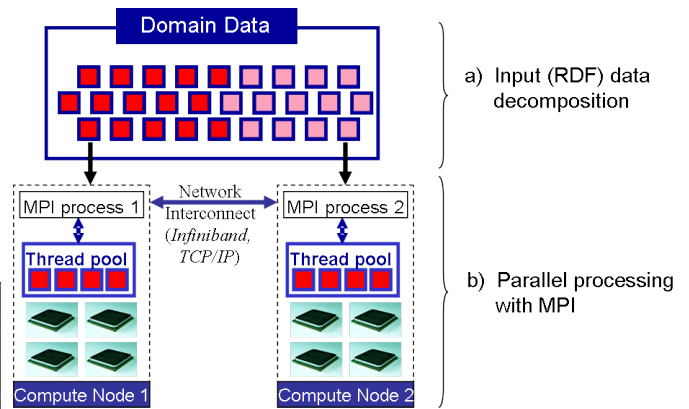 Domain Data
a) Input (RDF) data
decomposition
MPI process 1
Network
Interconnect
(Infiniband,
TCP/IP)
MPI process 2
Thread pool
Thread pool
b) Parallel processing
with MPI
Compute Node 1
Compute Node 2